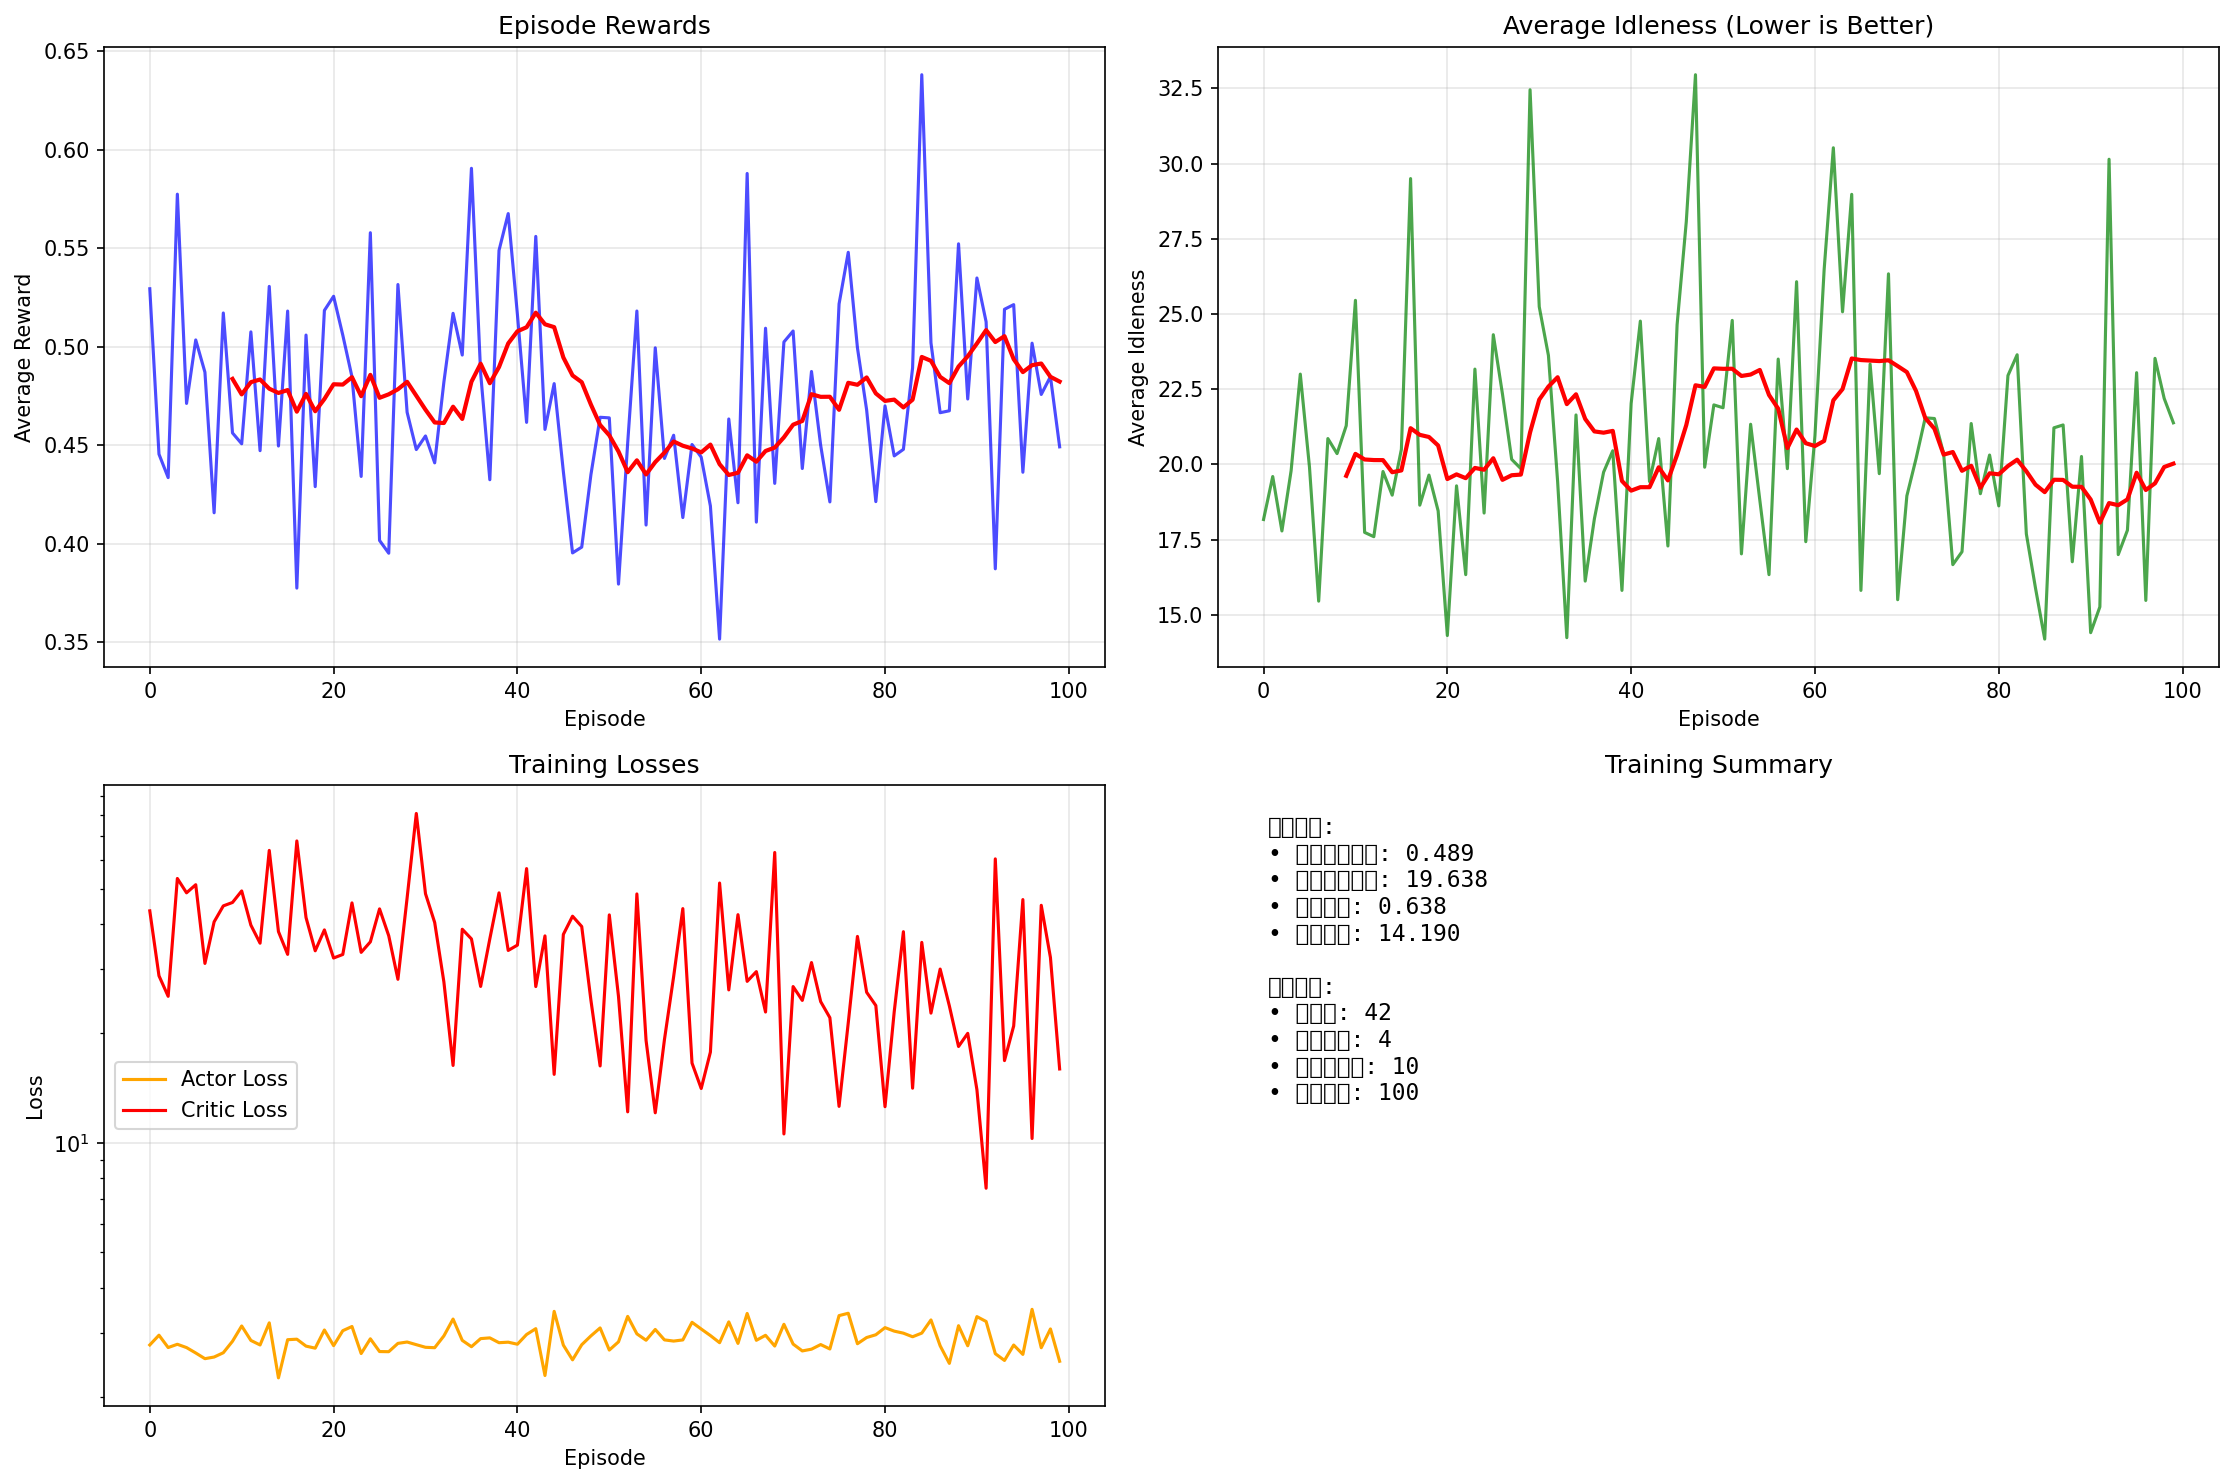 Episode Rewards
Average Reward
0.65
0.60
0.55
0.50
0.45
0.40
0.35
0 20 40 60 80 100
Episode
Average Idleness (Lower is Better)
Average Idleness
32.5
30.0
27.5
25.0
22.5
20.0
17.5
15.0
0 20 40 60 80 100
Episode
Training Losses
Loss
10¹
Actor Loss
Critic Loss
0 20 40 60 80 100
Episode
Training Summary
:
• : 0.489
• : 19.638
• : 0.638
• : 14.190
:
• : 42
• : 4
• : 10
• : 100